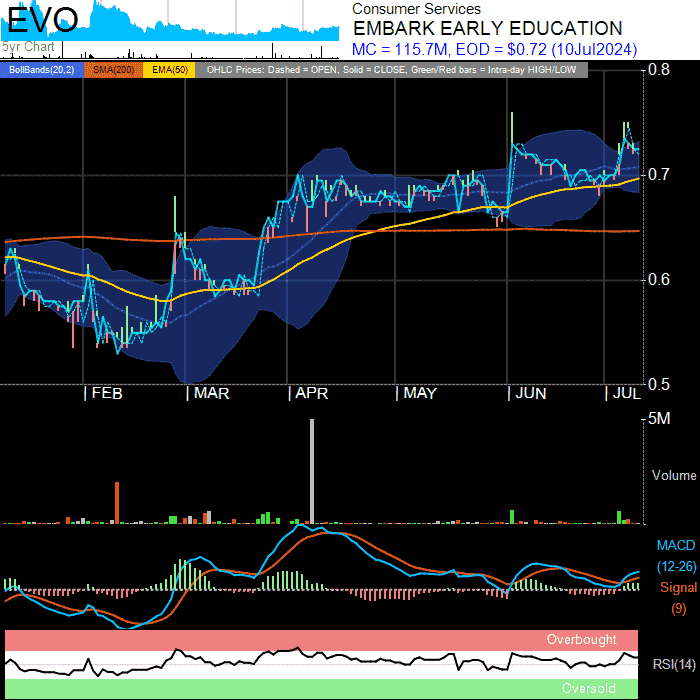 EVO
5yr Chart
Consumer Services
EMBARK EARLY EDUCATION
MC = 115.7M, EOD = $0.72 (10Jul2024)
BollBands(20,2) SMA(200) EMA(50) OHLC Prices: Dashed = OPEN, Solid = CLOSE, Green/Red bars = Intra-day HIGH/LOW
0.8
0.7
0.6
0.5
| FEB | MAR | APR | MAY | JUN | JUL
5M
Volume
MACD
(12-26)
Signal
(9)
Overbought
RSI(14)
Oversold